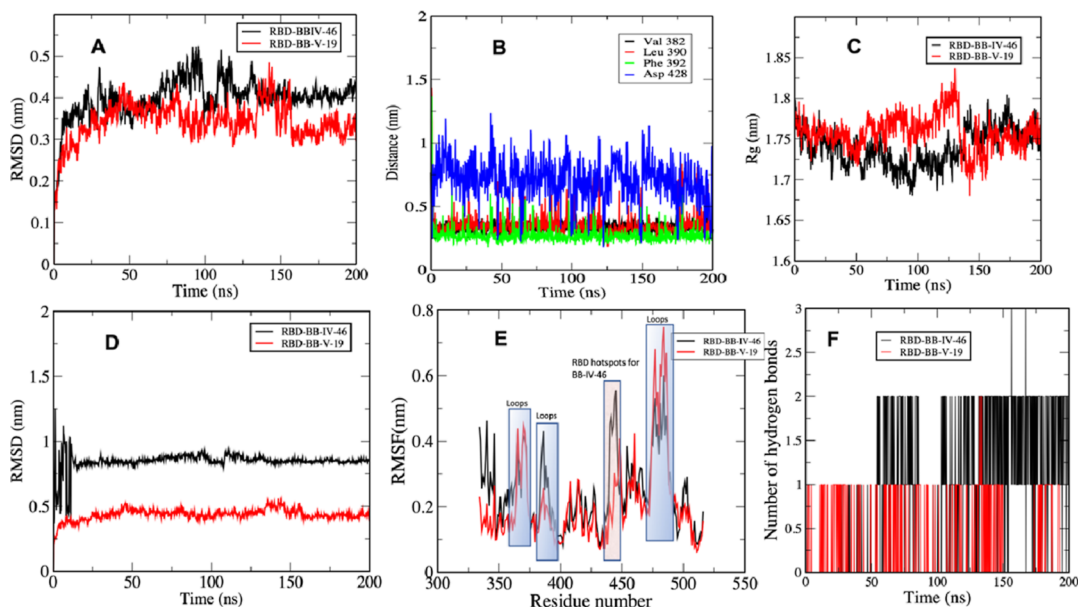 A
RBD-BBIV-46
RBD-BB-V-19
RMSD (nm)
0.5
0.4
0.3
0.2
0.1
0
0
50
100
150
200
Time (ns)
B
Val 382
Leu 390
Phe 392
Asp 428
Distance
2
1.5
1
0.5
0
0
50
100
150
200
Time (ns)
C
RBD-BB-IV-46
RBD-BB-V-19
Rg (nm)
1.9
1.85
1.8
1.75
1.7
1.65
1.6
0
50
100
150
200
Time (ns)
D
RBD-BB-IV-46
RBD-BB-V-19
RMSD (nm)
2
1.5
1
0.5
0
0
50
100
150
200
Time (ns)
E
Loops
Loops
RBD hotspots for
BB-IV-46
Loops
RBD-BB-IV-46
RBD-BB-V-19
RMSF(nm)
0.8
0.6
0.4
0.2
0
300
350
400
450
500
550
Residue number
F
RBD-BB-IV-46
RBD-BB-V-19
Number of hydrogen bonds
3
2.5
2
1.5
1
0.5
0
0
50
100
150
200
Time (ns)